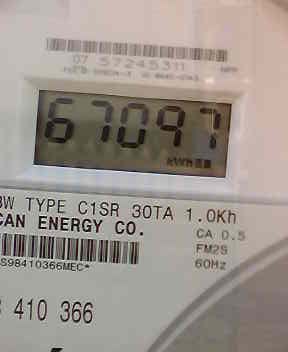 07 57245311
67097
kWh
3W TYPE C1SR 30TA 1.0Kh
CAN ENERGY CO.
CA 0.5
FM2S
60Hz
S98410366MEC*
410 366